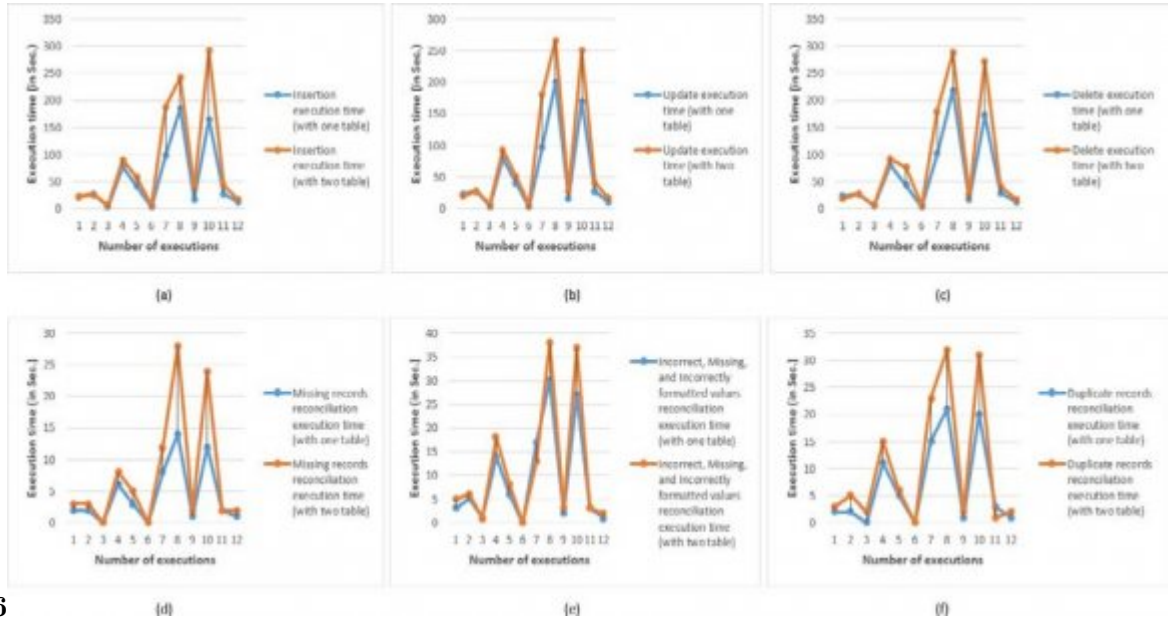 350
300
250
200
150
100
50
0
Execution time (in Sec.)
1 2 3 4 5 6 7 8 9 10 11 12
Number of executions
Insertion
execution time
(with one table)
Insertion
execution time
(with two table)
(a)
300
250
200
150
100
50
0
Execution time (in Sec.)
1 2 3 4 5 6 7 8 9 10 11 12
Number of executions
Update execution
time (with one
table)
Update execution
time (with two
table)
(b)
350
300
250
200
150
100
50
0
Execution time (in Sec.)
1 2 3 4 5 6 7 8 9 10 11 12
Number of executions
Delete execution
time (with one
table)
Delete execution
time (with two
table)
(c)
30
25
20
15
10
5
0
Execution time (in Sec.)
1 2 3 4 5 6 7 8 9 10 11 12
Number of executions
Missing records
reconciliation
execution time
(with one table)
Missing records
reconciliation
execution time
(with two table)
(d)
40
35
30
25
20
15
10
5
0
Execution time (in Sec.)
1 2 3 4 5 6 7 8 9 10 11 12
Number of executions
Incorrect, Missing,
and Incorrectly
formatted values
reconciliation
execution time
(with one table)
Incorrect, Missing,
and Incorrectly
formatted values
reconciliation
execution time
(with two table)
(e)
35
30
25
20
15
10
5
0
Execution time (in Sec.)
1 2 3 4 5 6 7 8 9 10 11 12
Number of executions
Duplicate records
reconciliation
execution time
(with one table)
Duplicate records
reconciliation
execution time
(with two table)
(f)